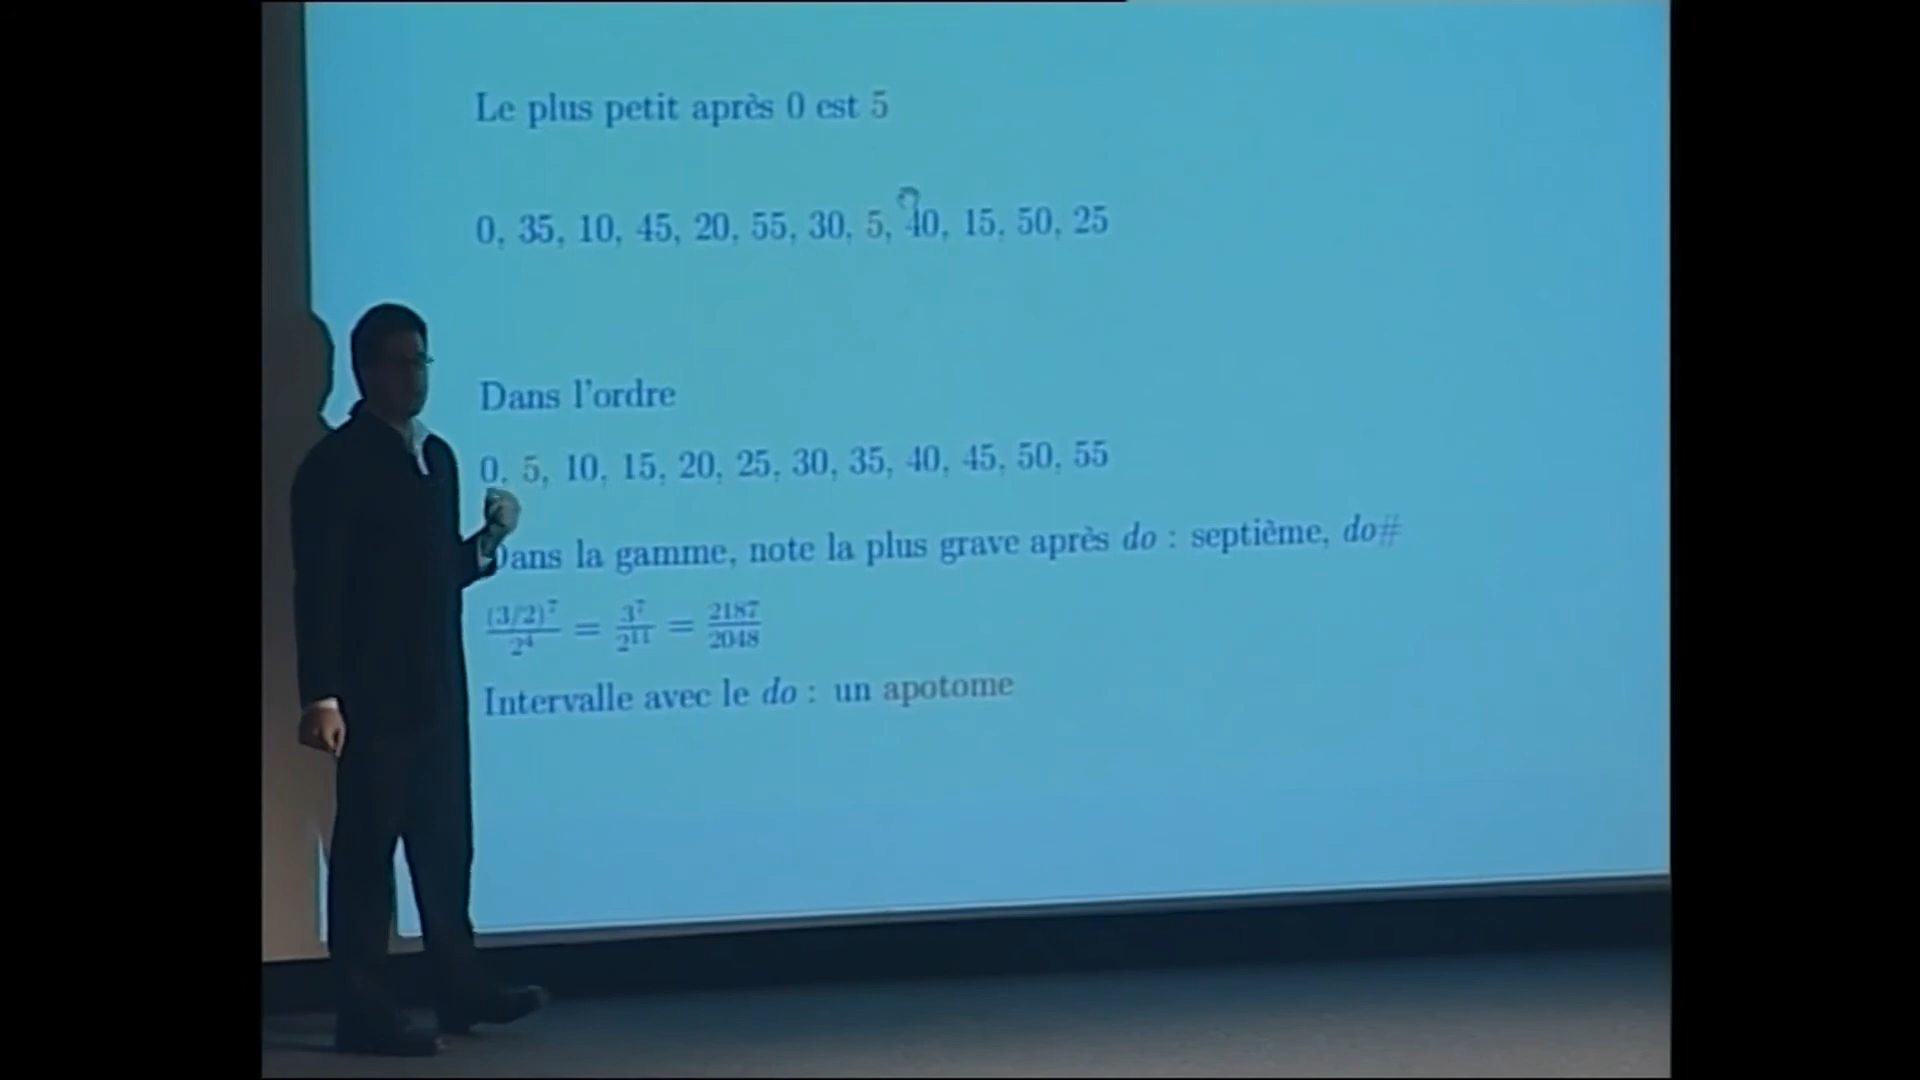 Le plus petit après 0 est 5
0, 35, 10, 45, 20, 55, 30, 5, 40, 15, 50, 25
Dans l'ordre
0, 5, 10, 15, 20, 25, 30, 35, 40, 45, 50, 55
Dans la gamme, note la plus grave après do : septième, do#
(3/2)^7/2^4 = 3^7/2^11 = 2187/2048
Intervalle avec le do : un apotome